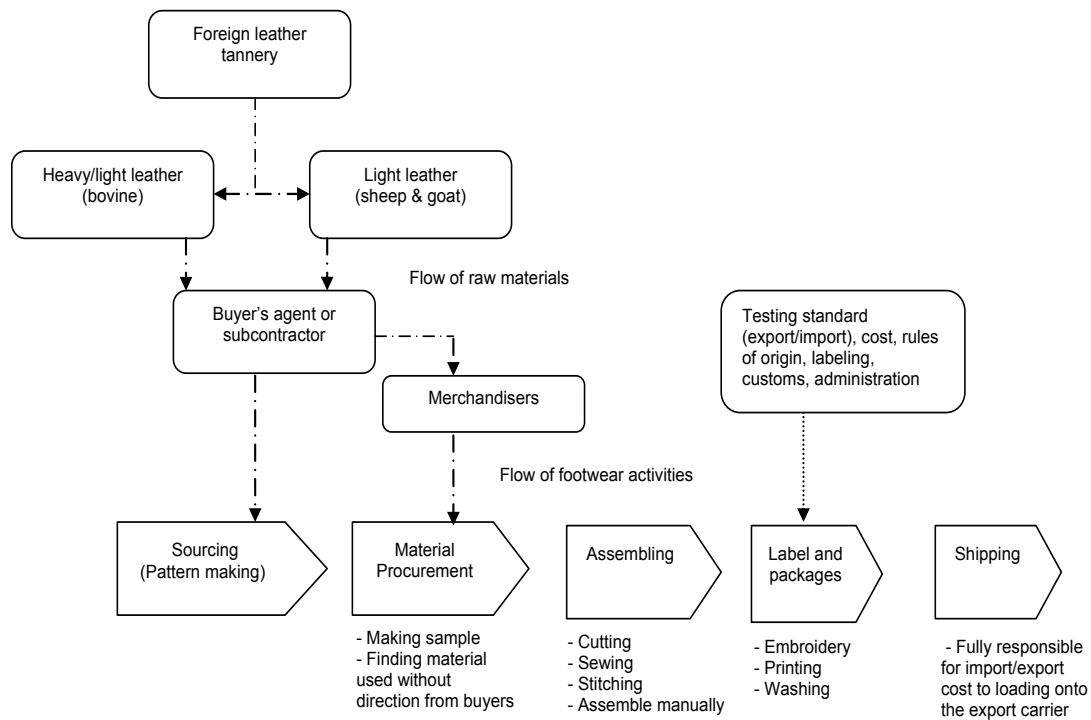 Foreign leather
tannery
Heavy/light leather
(bovine)
Light leather
(sheep & goat)
Flow of raw materials
Buyer's agent or
subcontractor
Testing standard
(export/import), cost, rules
of origin, labeling,
customs, administration
Merchandisers
Flow of footwear activities
Sourcing
(Pattern making)
Material
Procurement
Assembling
Label and
packages
Shipping
- Making sample
- Finding material
used without
direction from buyers
- Cutting
- Sewing
- Stitching
- Assemble manually
- Embroidery
- Printing
- Washing
- Fully responsible
for import/export
cost to loading onto
the export carrier